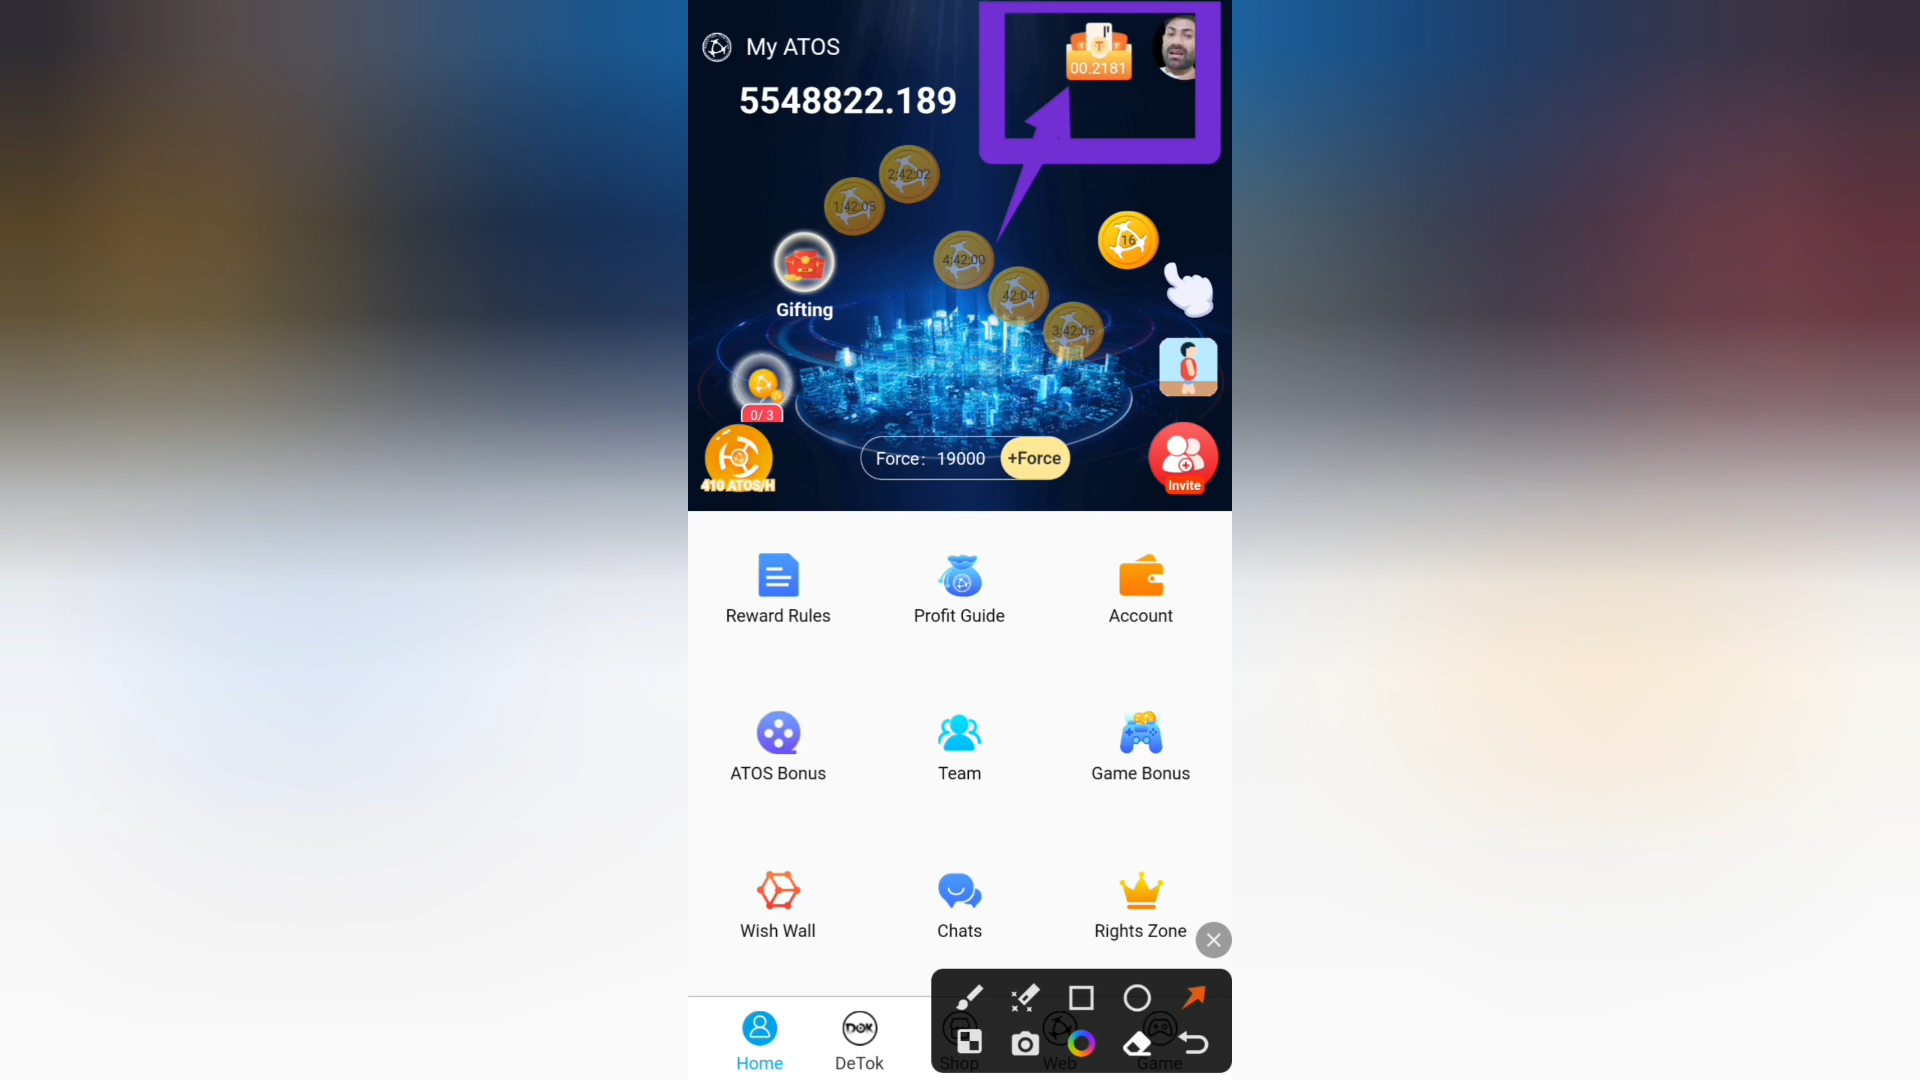 My ATOS
5548822.189
T T T
00.2181
2:42:02
1:42:05
16
4:42:00
42:04
3:42:06
Gifting
0/ 3
410 ATOS/H
Force: 19000
+Force
Invite
Reward Rules
Profit Guide
Account
ATOS Bonus
Team
Game Bonus
Wish Wall
Chats
Rights Zone
DOK
Home
DeTok
Shop
Web
Game